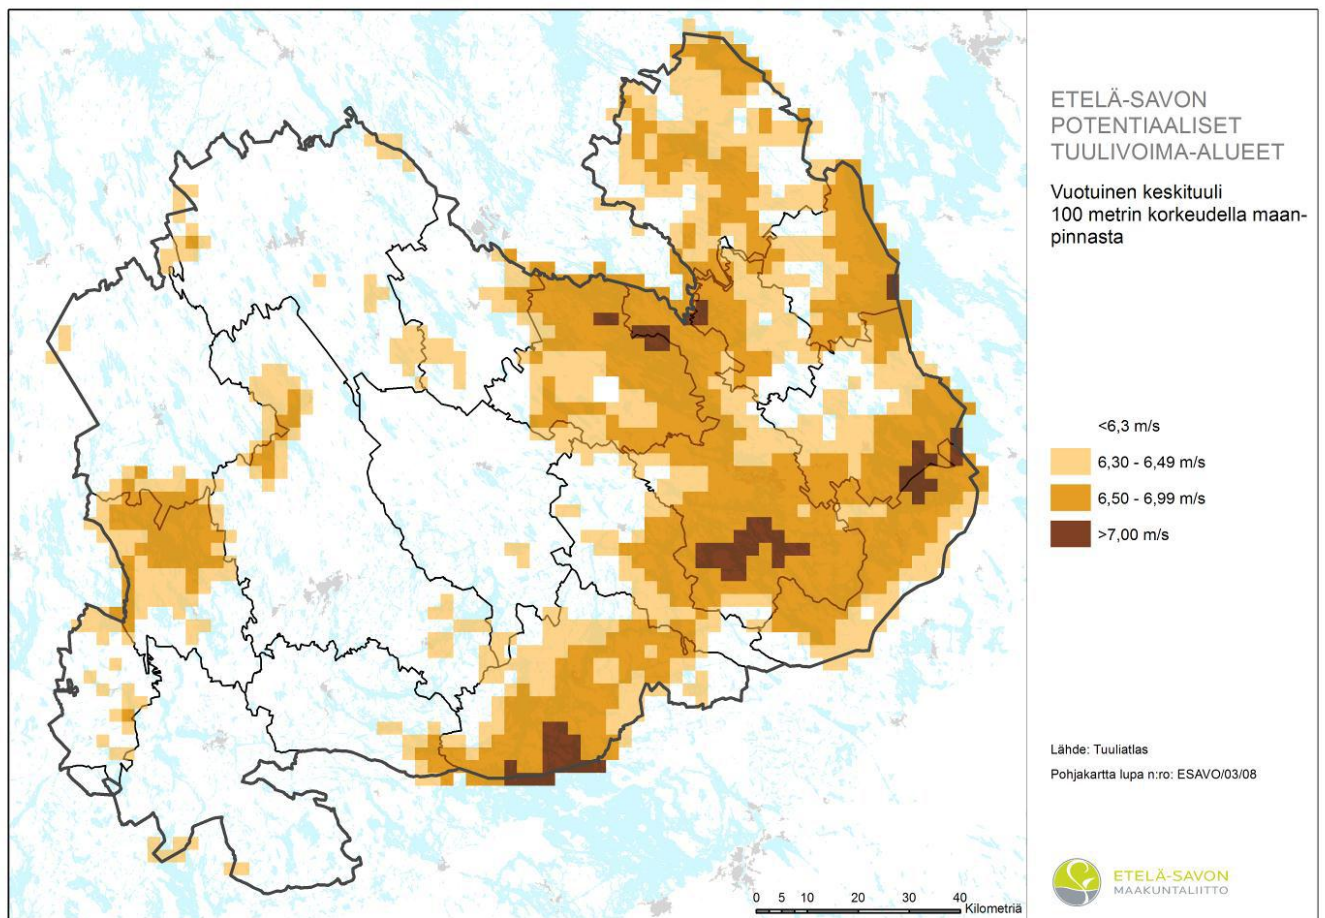 ETELÄ-SAVON
POTENTIAALISET
TUULIVOIMA-ALUEET
Vuotuinen keskituuli
100 metrin korkeudella maan-
pinnasta
<6,3 m/s
6,30 - 6,49 m/s
6,50 - 6,99 m/s
>7,00 m/s
Lähde: Tuuliatlas
Pohjakartta lupa n:ro: ESAVO/03/08
ETELÄ-SAVON
MAAKUNTALIITTO
0 5 10 20 30 40
Kilometriä